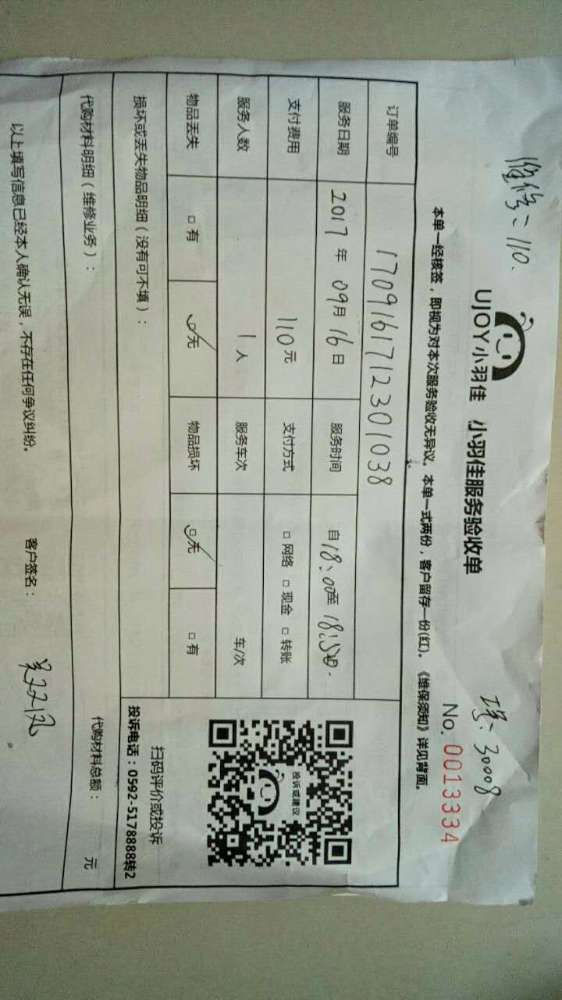 维修:110.
工号:30008
UJOY小羽佳 小羽佳服务验收单
No. 0013334
本单一经核签，即视为对本次服务验收无异议。本单一式两份，客户留存一份(红)。《维保须知》详见背面。
订单编号 1709161712301038
服务日期 2017年09月16日 服务时间 自18:00至18:50.
支付费用 110元 支付方式 □网络 □现金 □转账
服务人数 1人 服务车次 车/次
物品丢失 □有 ☑无 物品损坏 ☑无 □有
投诉或建议
扫码评价或投诉
投诉电话：0592-5178888转2
损坏或丢失物品明细（没有可不填）：
代购材料明细（维修业务）： 代购材料总额： 元
以上填写信息已经本人确认无误，不存在任何争议纠纷。 客户签名：